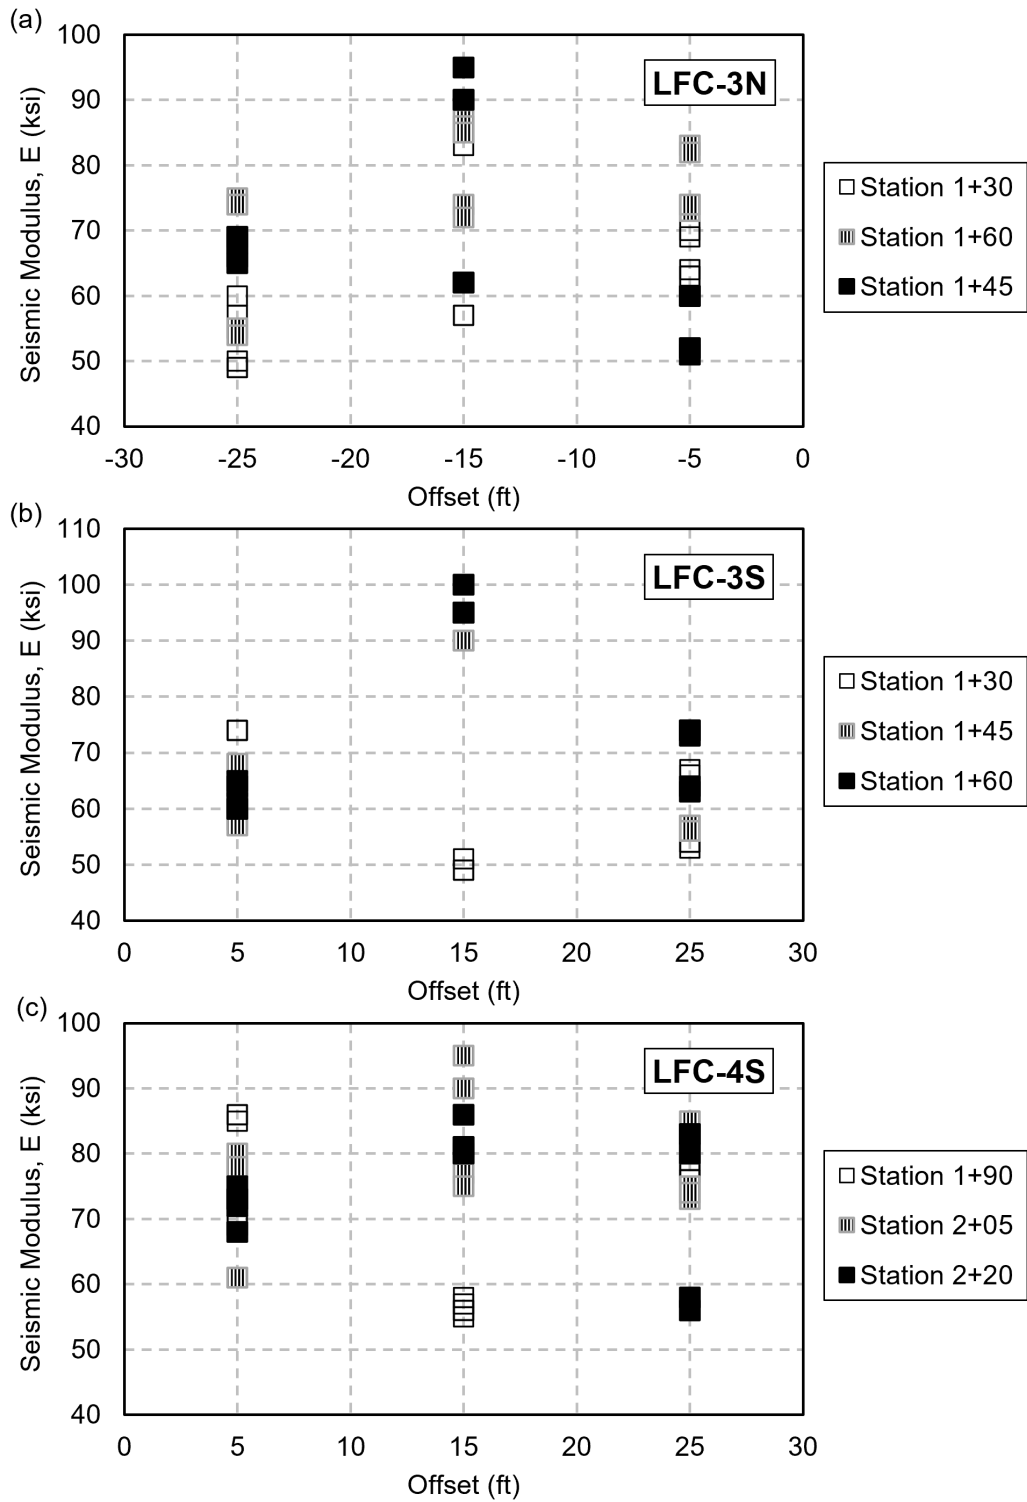 (a)
100
90
80
70
60
50
40
Seismic Modulus, E (ksi)
LFC-3N
-30 -25 -20 -15 -10 -5 0
Offset (ft)
Station 1+30
Station 1+60
Station 1+45
(b)
110
100
90
80
70
60
50
40
Seismic Modulus, E (ksi)
LFC-3S
0 5 10 15 20 25 30
Offset (ft)
Station 1+30
Station 1+45
Station 1+60
(c)
100
90
80
70
60
50
40
Seismic Modulus, E (ksi)
LFC-4S
0 5 10 15 20 25 30
Offset (ft)
Station 1+90
Station 2+05
Station 2+20